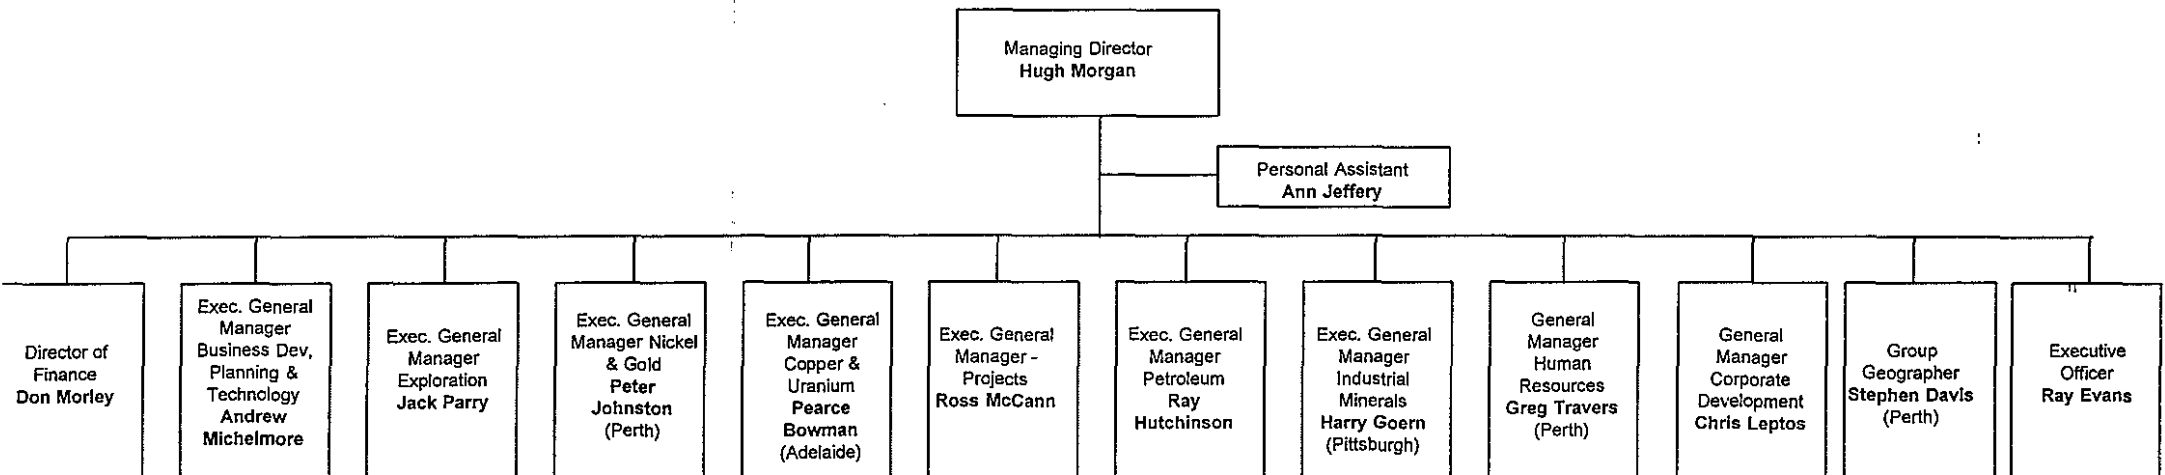 Managing Director
Hugh Morgan
Personal Assistant
Ann Jeffery
Director of
Finance
Don Morley
Exec. General
Manager
Business Dev,
Planning &
Technology
Andrew
Michelmore
Exec. General
Manager
Exploration
Jack Parry
Exec. General
Manager Nickel
& Gold
Peter
Johnston
(Perth)
Exec. General
Manager
Copper &
Uranium
Pearce
Bowman
(Adelaide)
Exec. General
Manager -
Projects
Ross McCann
Exec. General
Manager
Petroleum
Ray
Hutchinson
Exec. General
Manager
Industrial
Minerals
Harry Goern
(Pittsburgh)
General
Manager
Human
Resources
Greg Travers
(Perth)
General
Manager
Corporate
Development
Chris Leptos
Group
Geographer
Stephen Davis
(Perth)
Executive
Officer
Ray Evans